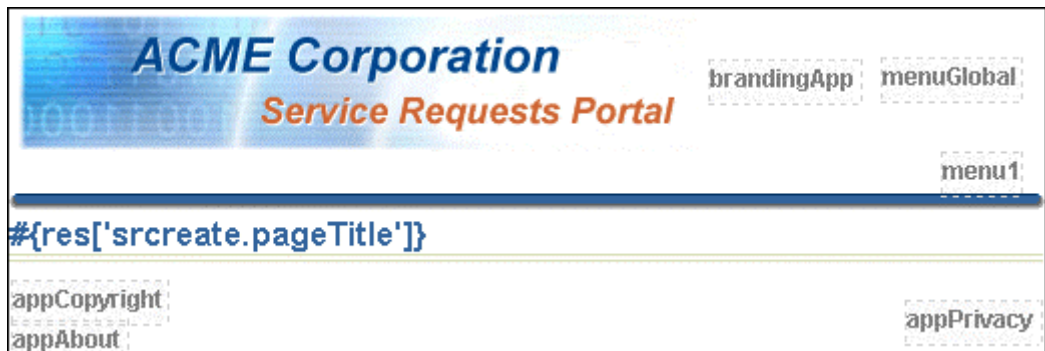 ACME Corporation
Service Requests Portal
brandingApp menuGlobal
menu1
#{res['srcreate.pageTitle']}
appCopyright
appPrivacy
appAbout